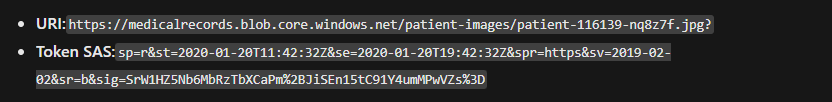 • URI: https://medicalrecords.blob.core.windows.net/patient-images/patient-116139-nq8z7f.jpg?
• Token SAS: sp=r&st=2020-01-20T11:42:32Z&se=2020-01-20T19:42:32Z&spr=https&sv=2019-02-
02&sr=b&sig=SrW1HZ5Nb6MbRzTbXCaPm%2BJiSEn15tC91Y4umMPwVZs%3D